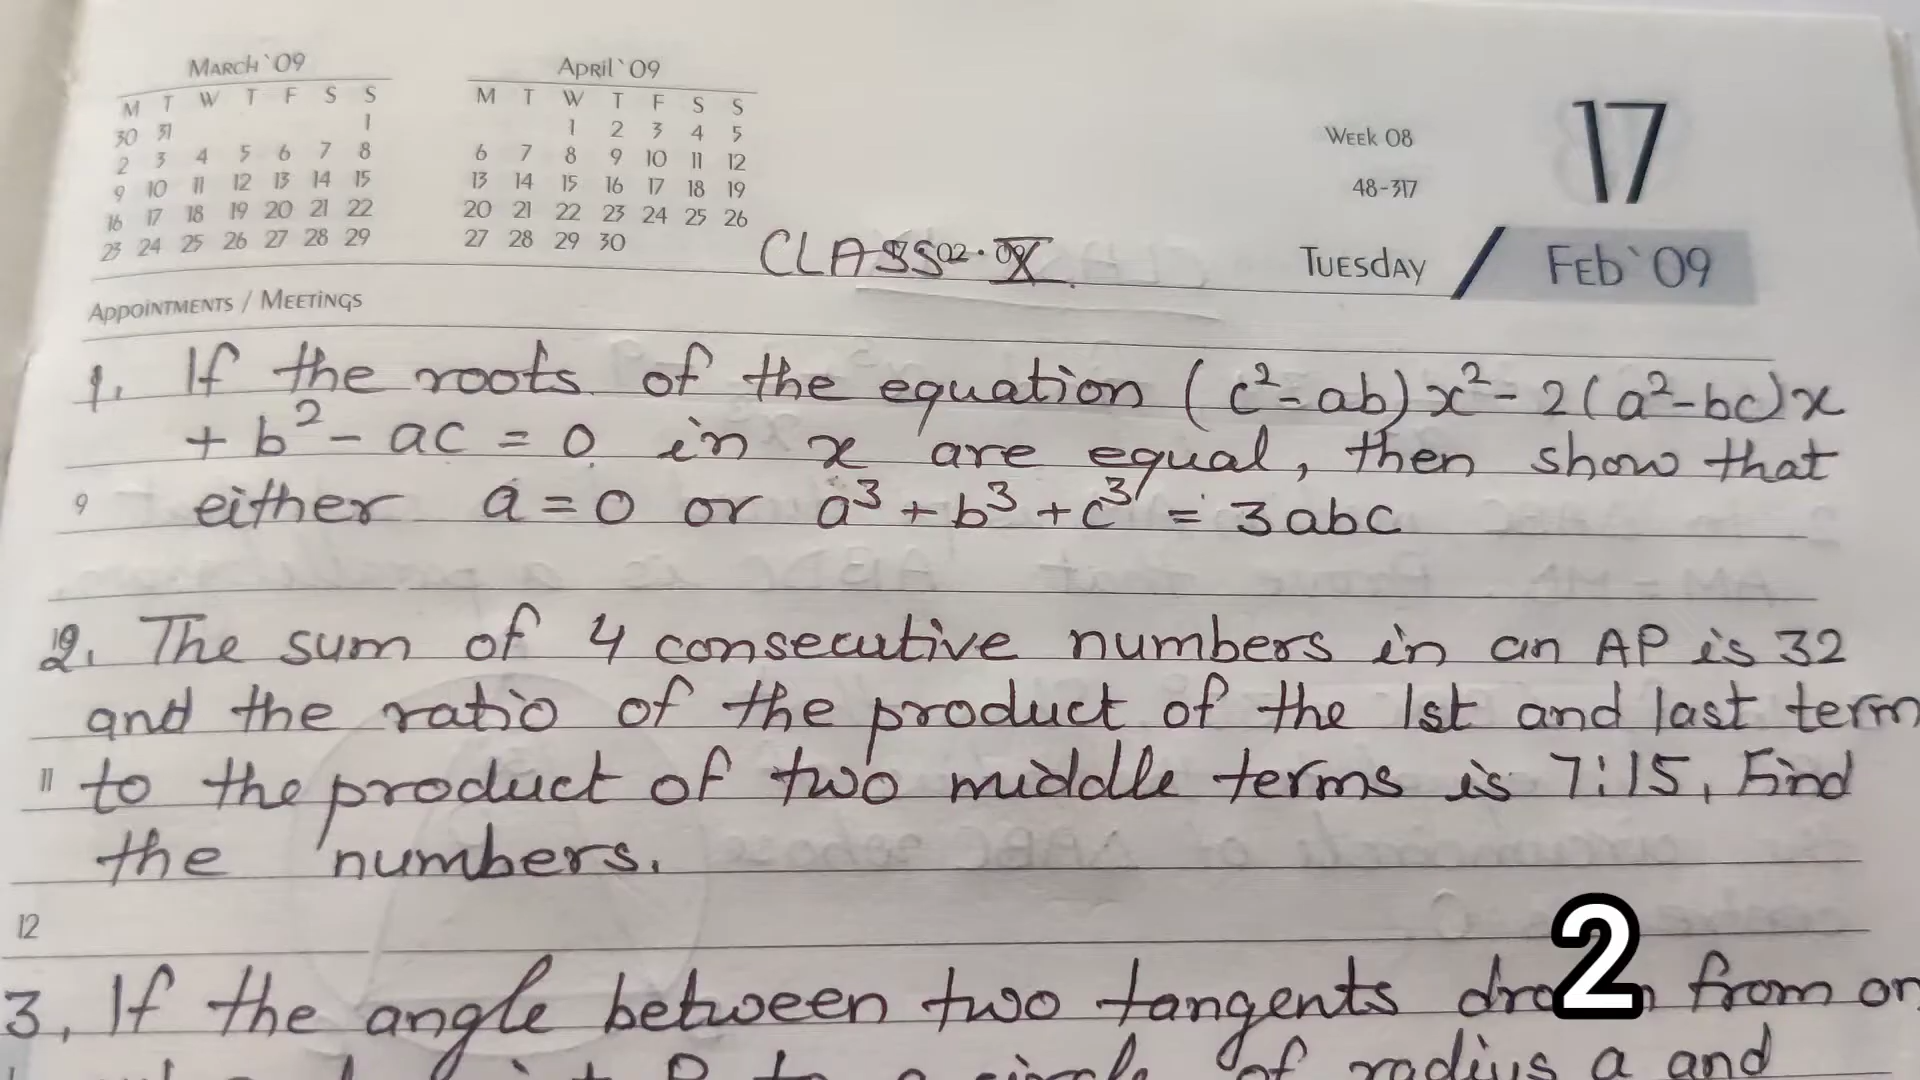 March`09
M T W T F S S
30 31 1
2 3 4 5 6 7 8
9 10 11 12 13 14 15
16 17 18 19 20 21 22
23 24 25 26 27 28 29
April`09
M T W T F S S
1 2 3 4 5
6 7 8 9 10 11 12
13 14 15 16 17 18 19
20 21 22 23 24 25 26
27 28 29 30
Week 08
48-317
17
Tuesday
Feb`09
CLASS X
Appointments / Meetings
1. If the roots of the equation (c²-ab)x²-2(a²-bc)x
+ b² - ac = 0 in x are equal, then show that
9 either a = 0 or a³ + b³ + c³ = 3abc
2. The sum of 4 consecutive numbers in an AP is 32
and the ratio of the product of the 1st and last term
11 to the product of two middle terms is 7:15, Find
the numbers.
12
2
3, If the angle between two tangents from
to a circle of radius a and